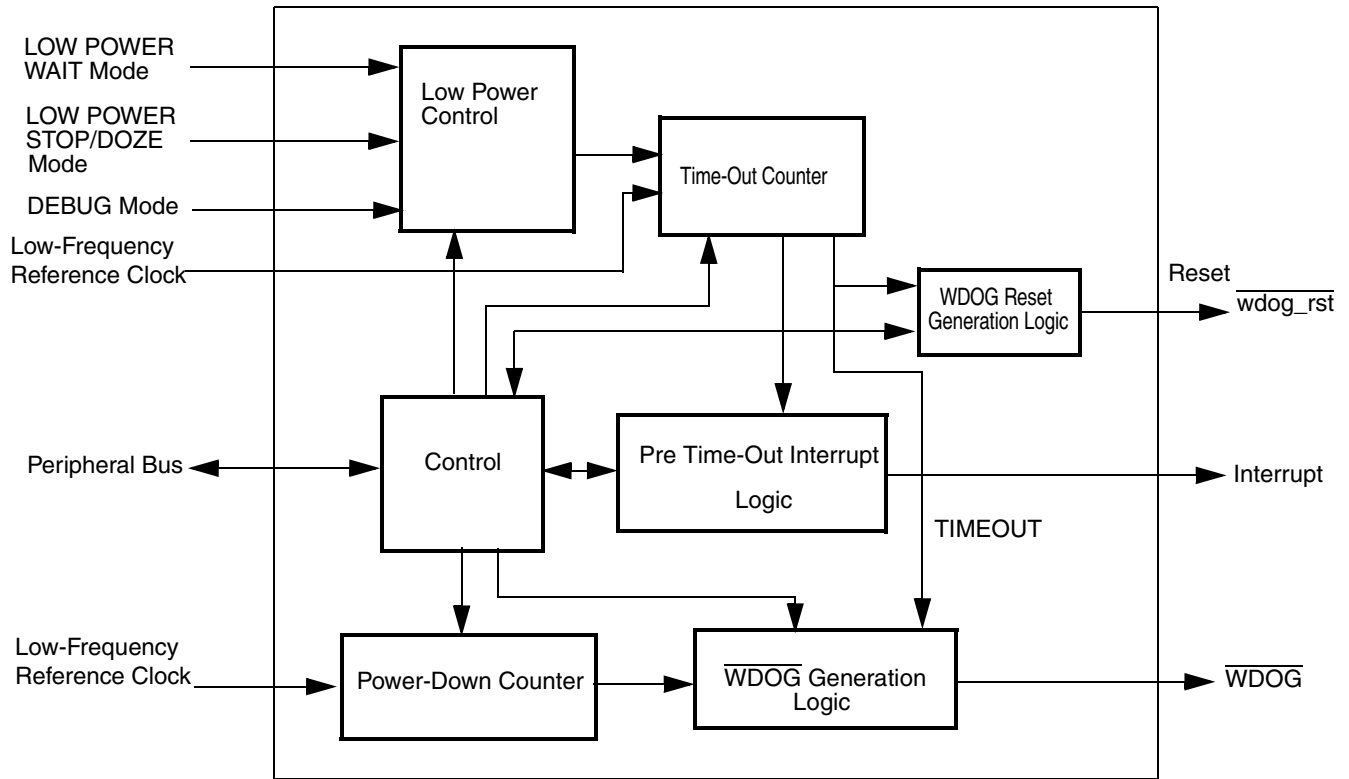 LOW POWER
WAIT Mode
LOW POWER
STOP/DOZE
Mode
DEBUG Mode
Low-Frequency
Reference Clock
Low Power
Control
Time-Out Counter
WDOG Reset
Generation Logic
Reset
wdog_rst
Peripheral Bus
Control
Pre Time-Out Interrupt
Logic
Interrupt
TIMEOUT
Low-Frequency
Reference Clock
Power-Down Counter
WDOG Generation
Logic
WDOG